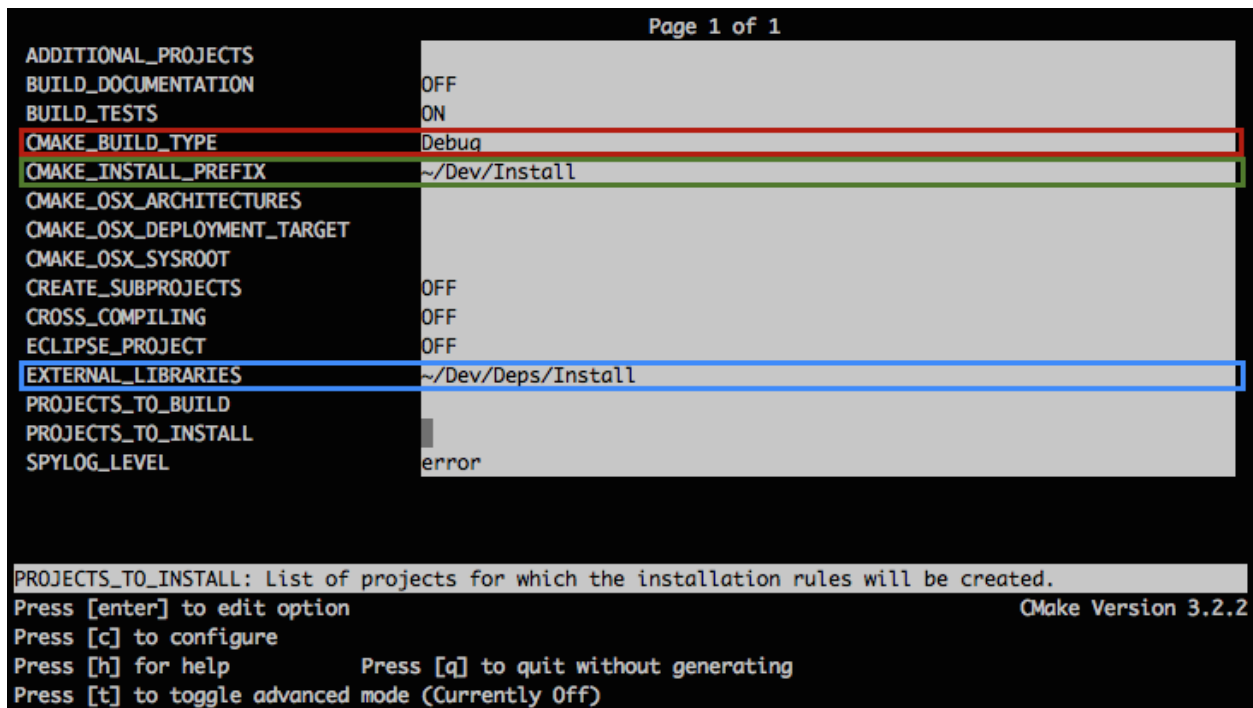 Page 1 of 1
ADDITIONAL_PROJECTS
BUILD_DOCUMENTATION OFF
BUILD_TESTS ON
CMAKE_BUILD_TYPE Debug
CMAKE_INSTALL_PREFIX ~/Dev/Install
CMAKE_OSX_ARCHITECTURES
CMAKE_OSX_DEPLOYMENT_TARGET
CMAKE_OSX_SYSROOT
CREATE_SUBPROJECTS OFF
CROSS_COMPILING OFF
ECLIPSE_PROJECT OFF
EXTERNAL_LIBRARIES ~/Dev/Deps/Install
PROJECTS_TO_BUILD
PROJECTS_TO_INSTALL
SPYLOG_LEVEL error
PROJECTS_TO_INSTALL: List of projects for which the installation rules will be created.
Press [enter] to edit option CMake Version 3.2.2
Press [c] to configure
Press [h] for help Press [q] to quit without generating
Press [t] to toggle advanced mode (Currently Off)